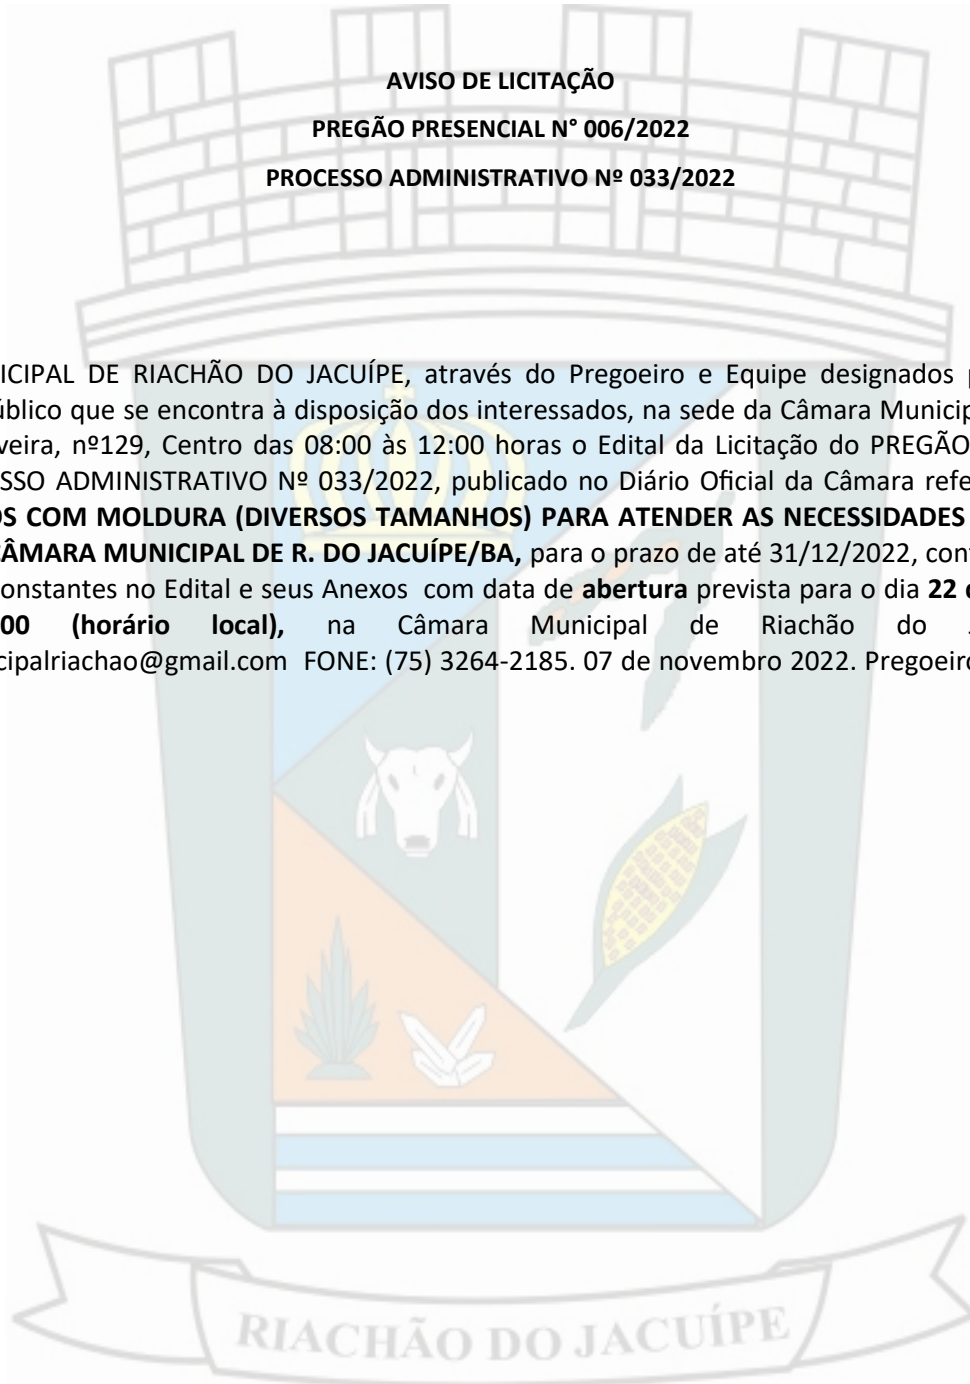 AVISO DE LICITAÇÃO
PREGÃO PRESENCIAL N° 006/2022
PROCESSO ADMINISTRATIVO Nº 033/2022
ICIPAL DE RIACHÃO DO JACUÍPE, através do Pregoeiro e Equipe designados
úblico que se encontra à disposição dos interessados, na sede da Câmara Municip
veira, nº129, Centro das 08:00 às 12:00 horas o Edital da Licitação do PREGÃO
SSO ADMINISTRATIVO Nº 033/2022, publicado no Diário Oficial da Câmara refe
OS COM MOLDURA (DIVERSOS TAMANHOS) PARA ATENDER AS NECESSIDADES
CÂMARA MUNICIPAL DE R. DO JACUÍPE/BA, para o prazo de até 31/12/2022, con
onstantes no Edital e seus Anexos com data de abertura prevista para o dia 22
00 (horário local), na Câmara Municipal de Riachão do
cipalriachao@gmail.com FONE: (75) 3264-2185. 07 de novembro 2022. Pregoeiro
RIACHÃO DO JACUÍPE